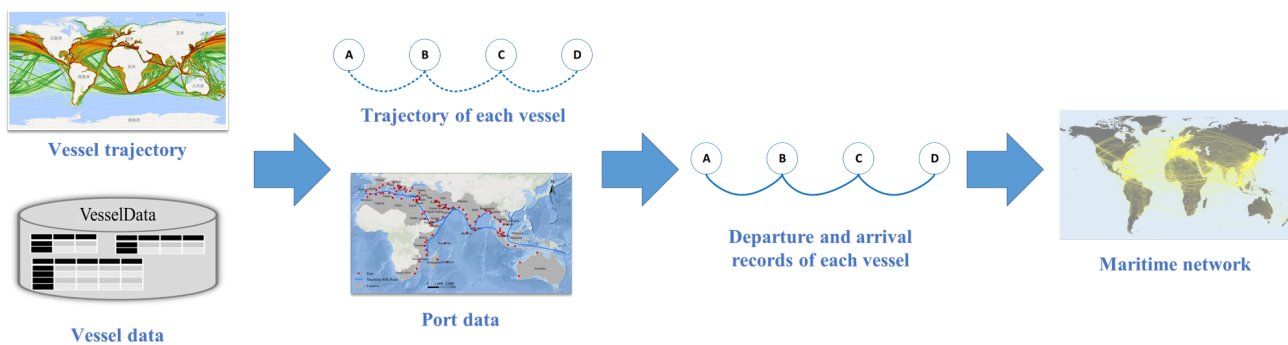 Vessel trajectory
VesselData
Vessel data
A B C D
Trajectory of each vessel
Port data
A B C D
Departure and arrival
records of each vessel
Maritime network